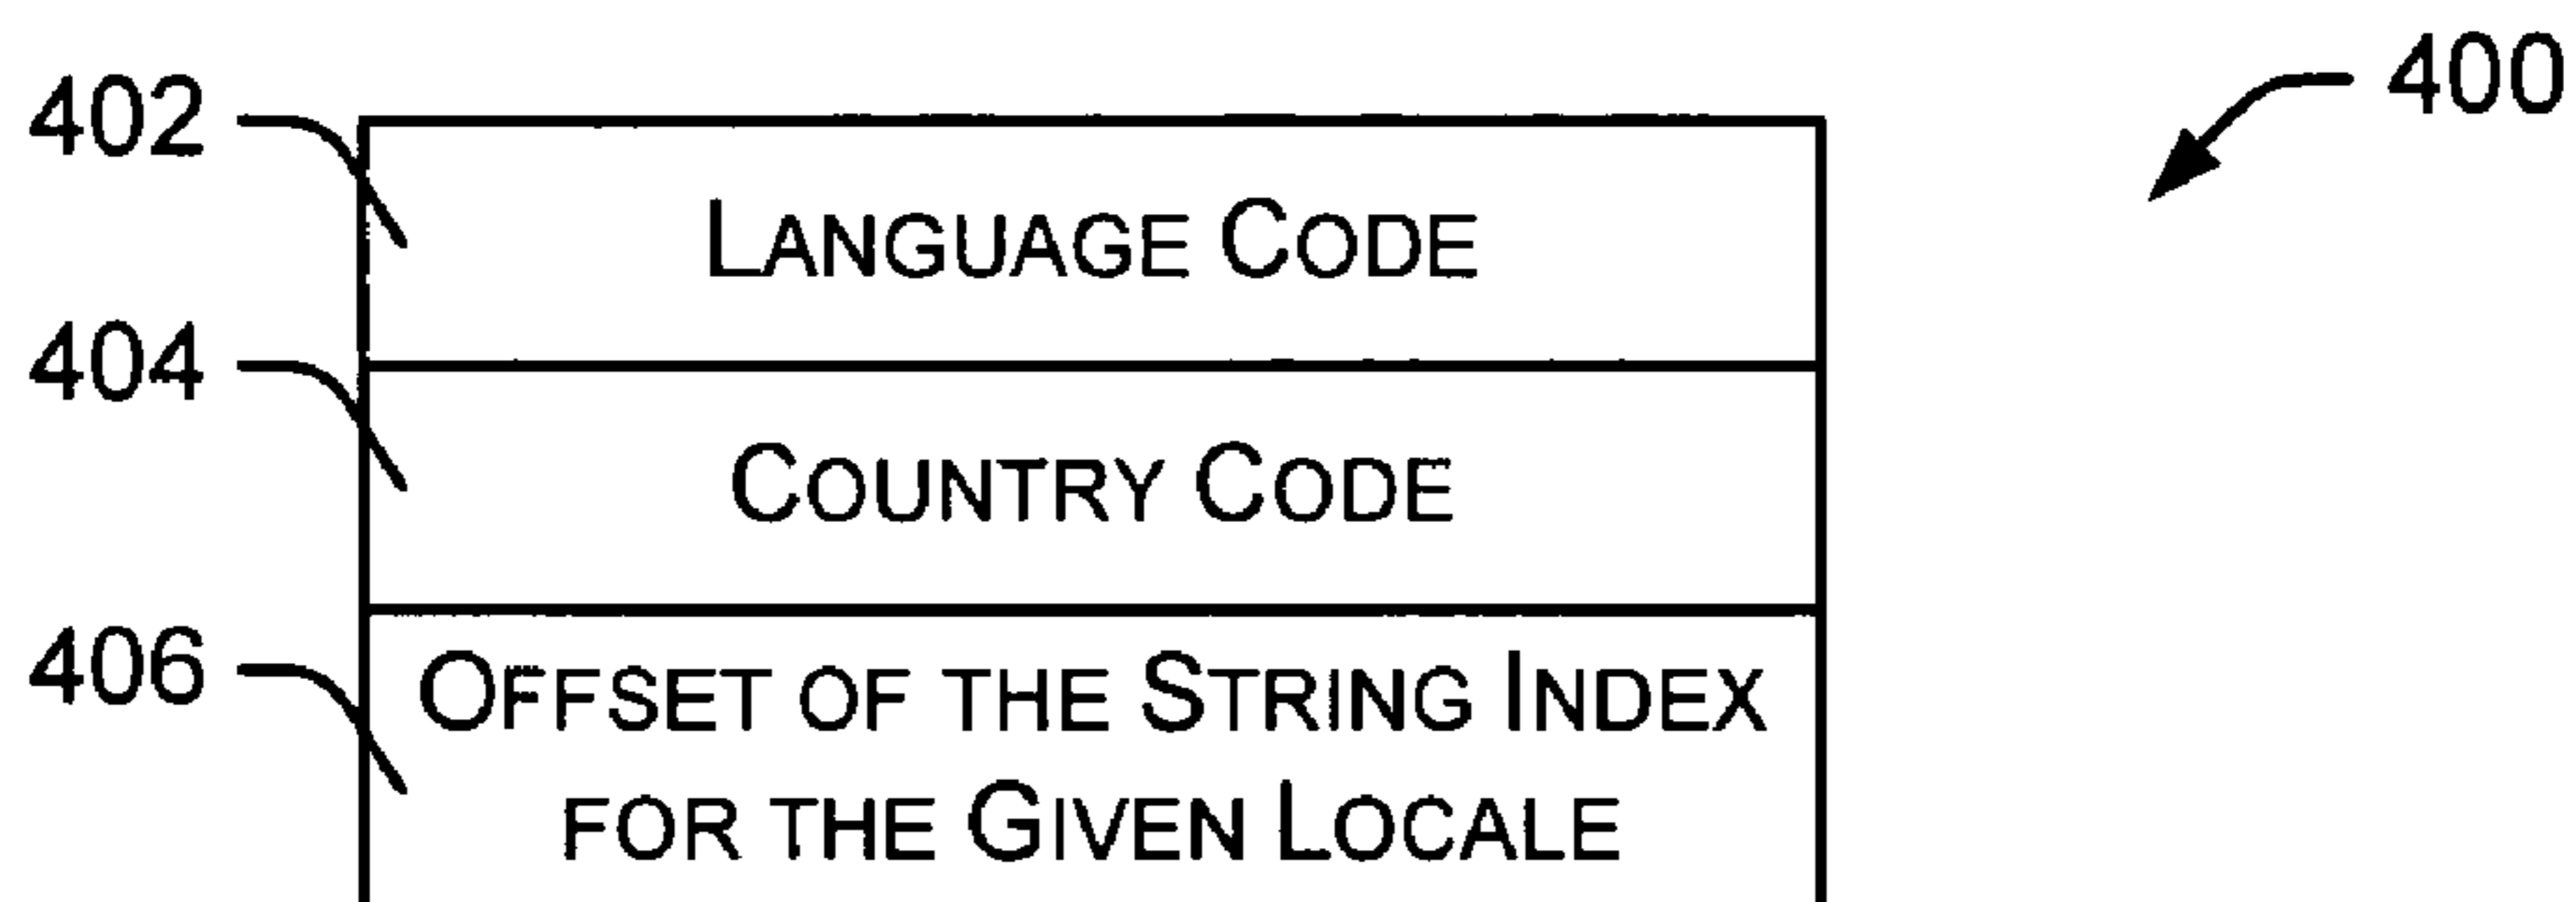 400
402
LANGUAGE CODE
404
COUNTRY CODE
406
OFFSET OF THE STRING INDEX
FOR THE GIVEN LOCALE